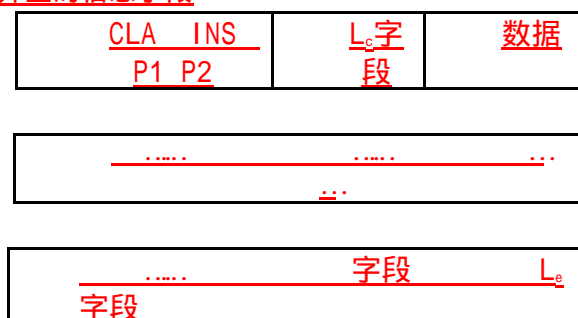 CLA INS Lc字 数据
P1 P2 段
…… …… …
…
…… 字段 Le
字段